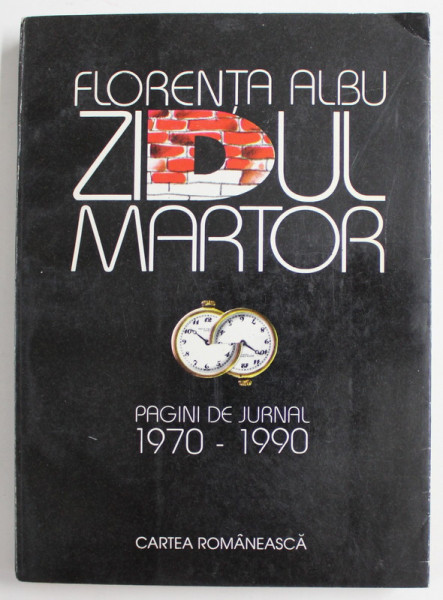 FLORENȚA ALBU
ZIDUL
MARTOR
PAGINI DE JURNAL
1970 - 1990
CARTEA ROMÂNEASCĂ